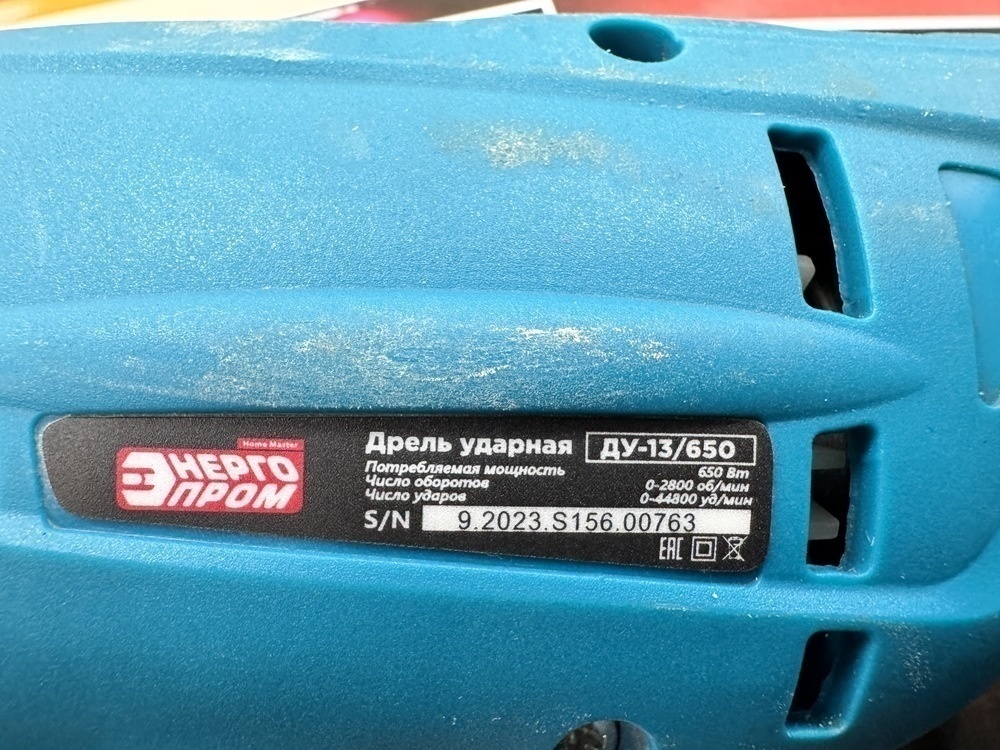 Home Master
ЭНЕРГО
ПРОМ
Дрель ударная ДУ-13/650
Потребляемая мощность 650 Вт
Число оборотов 0-2800 об/мин
Число ударов 0-44800 уд/мин
S/N 9.2023.S156.00763
EAC